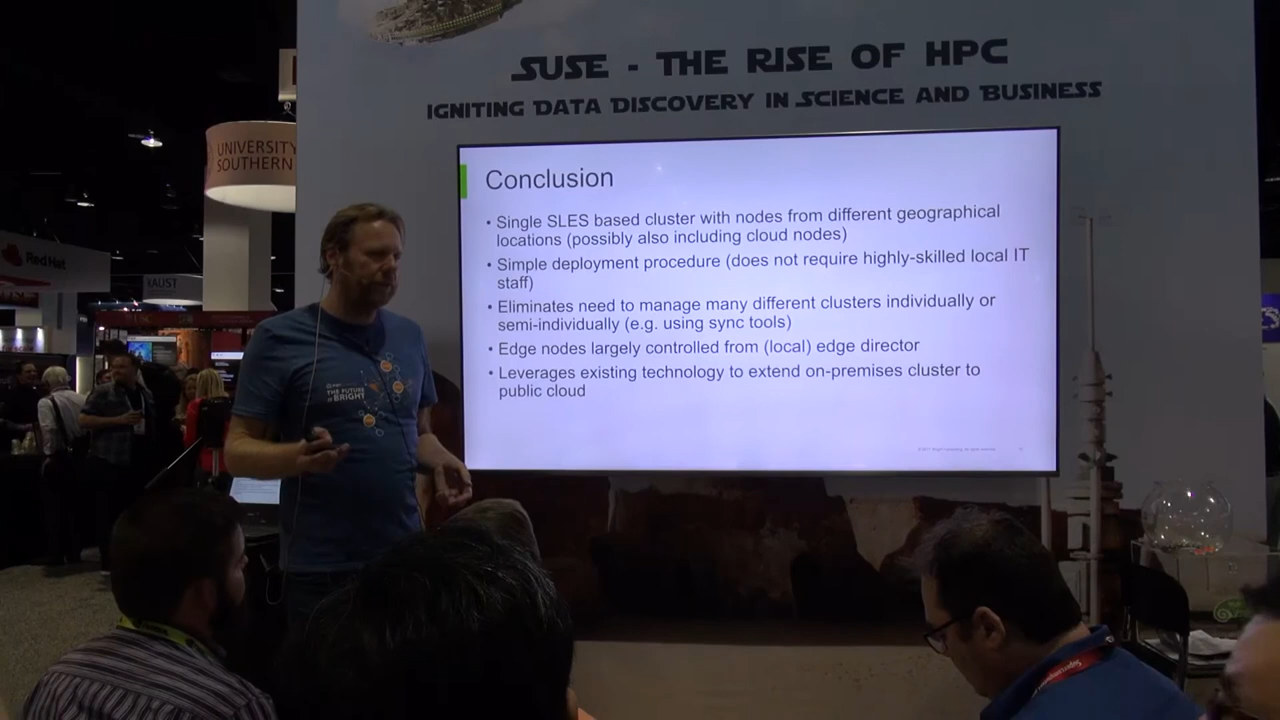 SUSE - THE RISE OF HPC
IGNITING DATA DISCOVERY IN SCIENCE AND BUSINESS
UNIVERSITY
SOUTHERN
RedHat
KAUST
Conclusion
• Single SLES based cluster with nodes from different geographical
locations (possibly also including cloud nodes)
• Simple deployment procedure (does not require highly-skilled local IT
staff)
• Eliminates need to manage many different clusters individually or
semi-individually (e.g. using sync tools)
• Edge nodes largely controlled from (local) edge director
• Leverages existing technology to extend on-premises cluster to
public cloud
THE FUTURE
IS BRIGHT